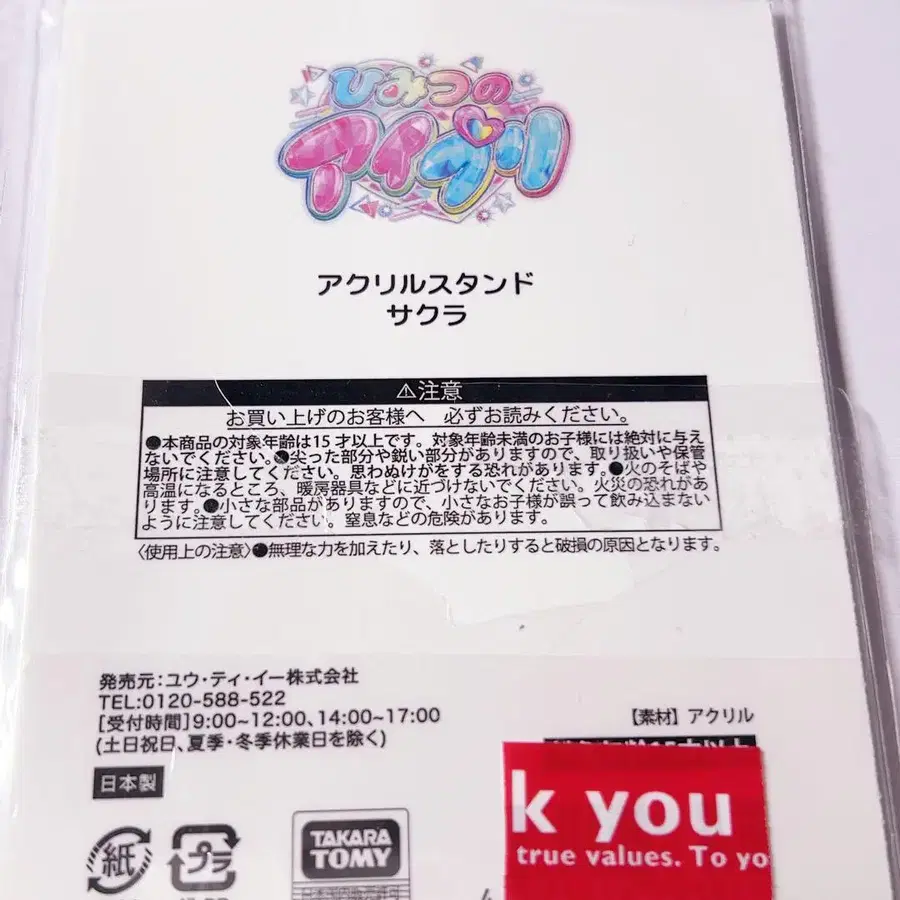 ひみつの
アイプリ
アクリルスタンド
サクラ
⚠注意
お買い上げのお客様へ 必ずお読みください。
●本商品の対象年齢は15才以上です。対象年齢未満のお子様には絶対に与え
ないでください。●尖った部分や鋭い部分がありますので、取り扱いや保管
場所に注意してください。思わぬけがをする恐れがあります。●火のそばや
高温になるところ、暖房器具などに近づけないでください。火災の恐れがあり
ます。●小さな部品がありますので、小さなお子様が誤って飲み込まない
ように注意してください。窒息などの危険があります。
〈使用上の注意〉●無理な力を加えたり、落としたりすると破損の原因となります。
発売元:ユウ・ティ・イー株式会社
TEL:0120-588-522
[受付時間]9:00~12:00、14:00~17:00
(土日祝日、夏季・冬季休業日を除く)
【素材】アクリル
日本製
k you
true values. To yo
紙
プラ
TAKARA
TOMY
日本国内販売許可